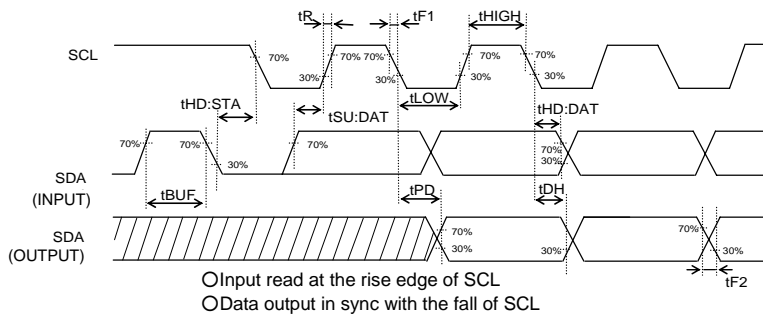 tR tF1 tHIGH
SCL
70% 70% 70% 70% 70%
30% 30% 30% 30%
tHD:STA tLOW tHD:DAT
tSU:DAT
70% 70% 70% 70%
30% 30%
SDA
(INPUT)
tBUF tPD tDH
SDA
(OUTPUT)
70% 70%
30% 30% 30%
tF2
○Input read at the rise edge of SCL
○Data output in sync with the fall of SCL